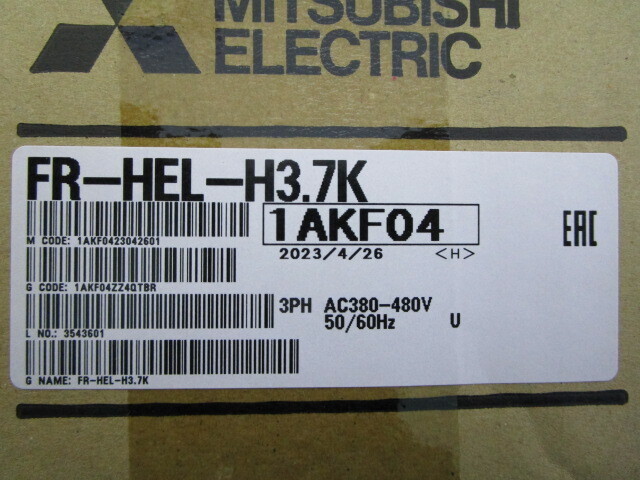 MITSUBISHI
ELECTRIC
FR-HEL-H3.7K
1AKF04
M CODE: 1AKF0423042601
2023/4/26 <H>
EAC
G CODE: 1AKF04ZZ4QTBR
3PH AC380-480V
50/60Hz U
L NO.: 3543601
G NAME: FR-HEL-H3.7K